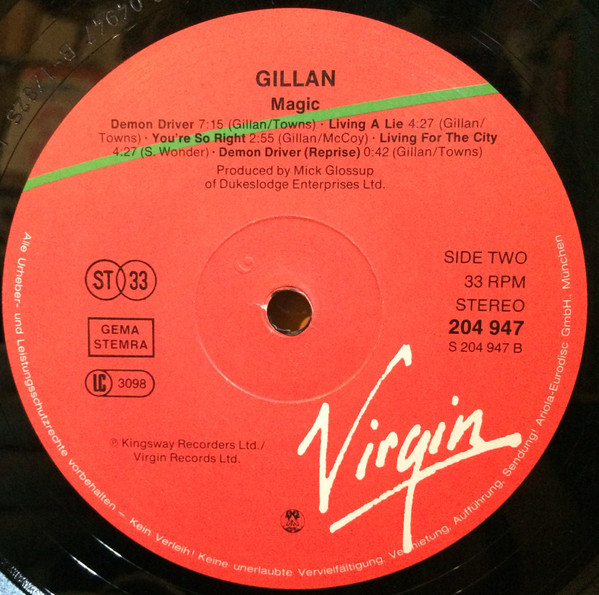 GILLAN
Magic
Demon Driver 7:15 (Gillan/Towns) · Living A Lie 4:27 (Gillan/
Towns) · You're So Right 2:55 (Gillan/McCoy) · Living For The City
4:27 (S. Wonder) · Demon Driver (Reprise) 0:42 (Gillan/Towns)
Produced by Mick Glossup
of Dukeslodge Enterprises Ltd.
ST 33
GEMA
STEMRA
LC 3098
SIDE TWO
33 RPM
STEREO
204 947
S 204 947 B
℗ Kingsway Recorders Ltd./
Virgin Records Ltd.
Virgin
Alle Urheber- und Leistungsschutzrechte vorbehalten – Kein Verleih! Keine unerlaubte Vervielfältigung, Vermietung, Aufführung, Sendung! Ariola-Eurodisc GmbH, München